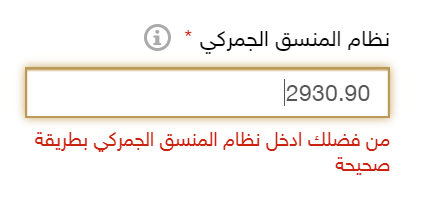 نظام المنسق الجمركي *
2930.90
من فضلك ادخل نظام المنسق الجمركي بطريقة
صحيحة